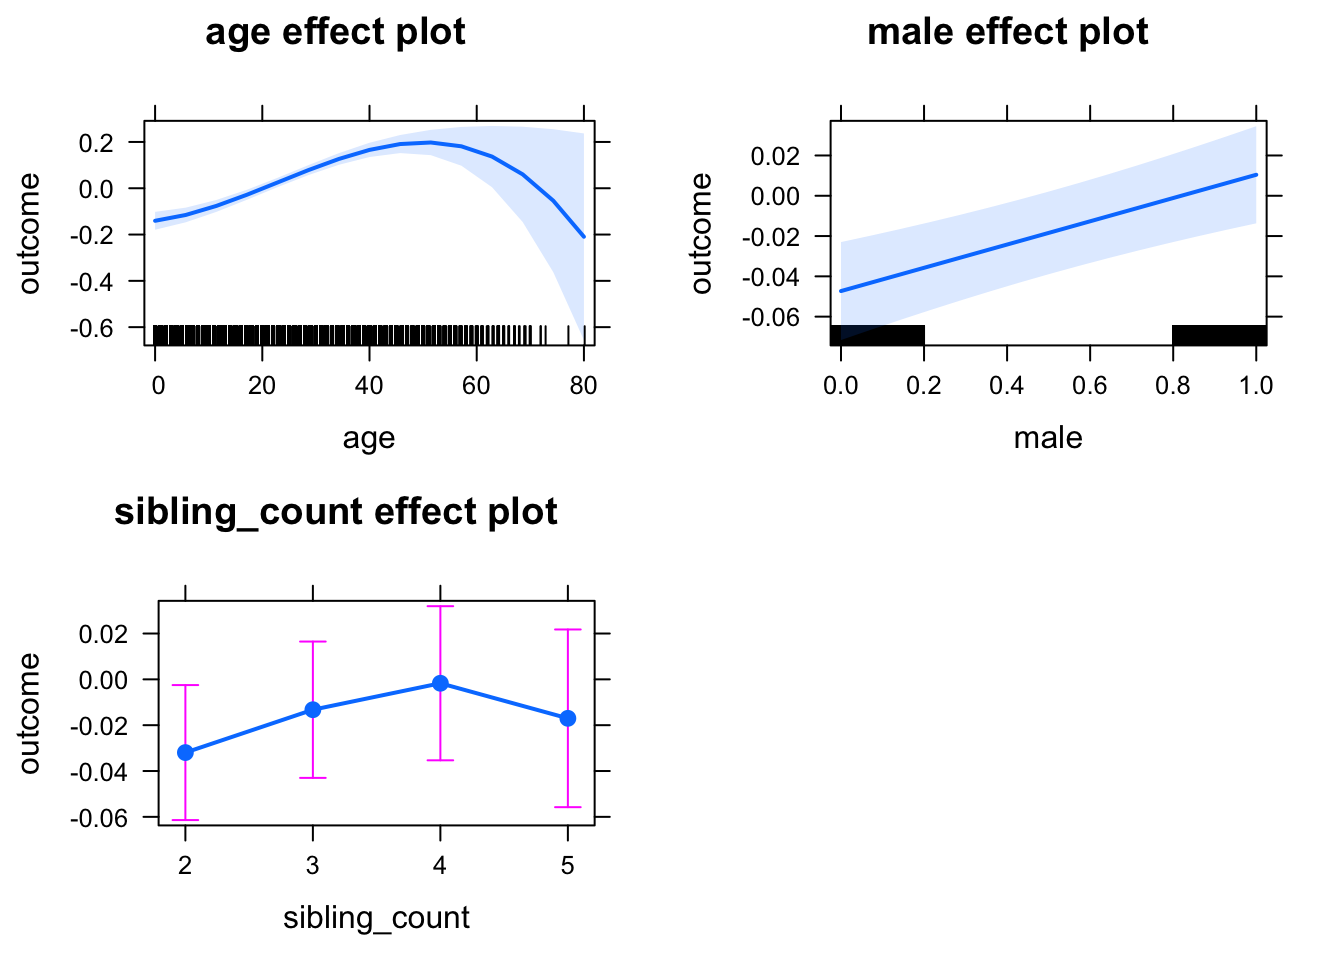 age effect plot
outcome
0.2
0.0
-0.2
-0.4
-0.6
0 20 40 60 80
age
male effect plot
outcome
0.02
0.00
-0.02
-0.04
-0.06
0.0 0.2 0.4 0.6 0.8 1.0
male
sibling_count effect plot
outcome
0.02
0.00
-0.02
-0.04
-0.06
2 3 4 5
sibling_count